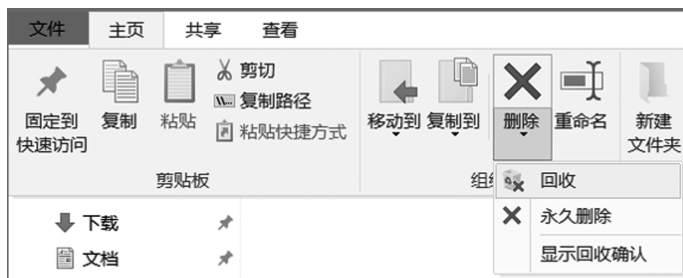 文件 主页 共享 查看
固定到
快速访问
复制
粘贴
剪切
复制路径
粘贴快捷方式
剪贴板
移动到
复制到
删除
重命名
新建
文件夹
组
回收
永久删除
显示回收确认
下载
文档